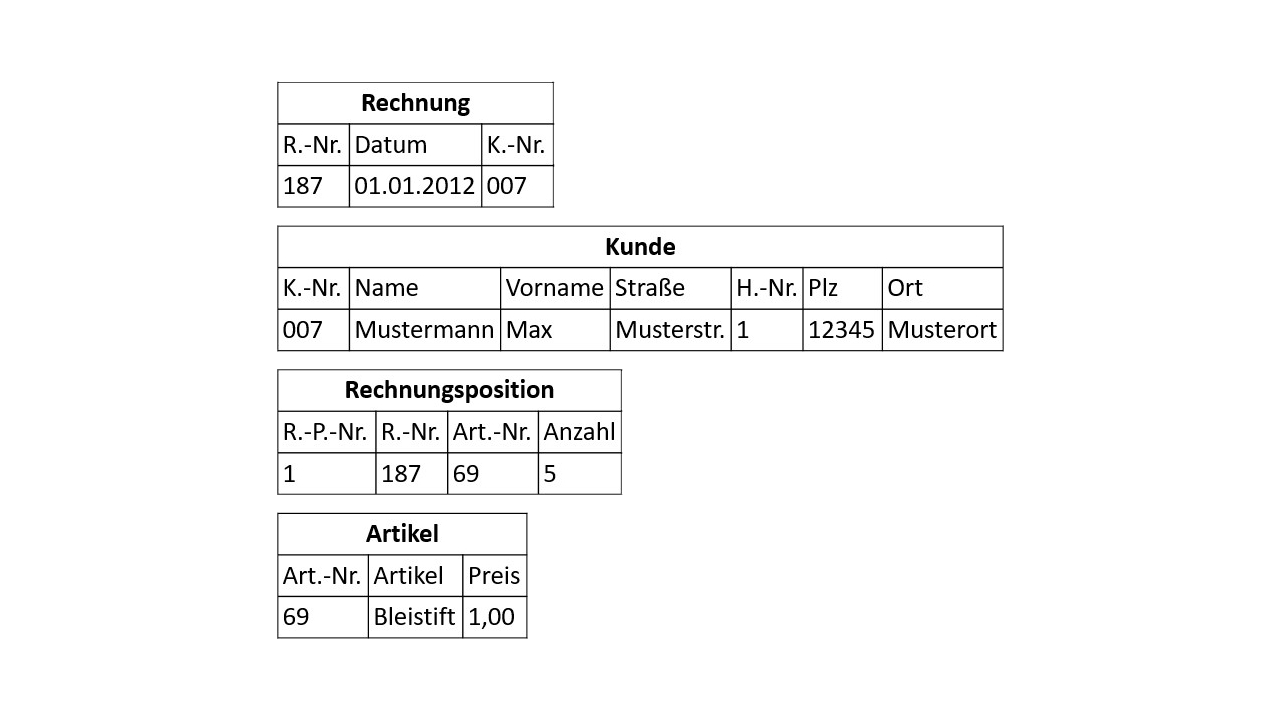 Rechnung
R.-Nr. Datum K.-Nr.
187 01.01.2012 007
Kunde
K.-Nr. Name Vorname Straße H.-Nr. Plz Ort
007 Mustermann Max Musterstr. 1 12345 Musterort
Rechnungsposition
R.-P.-Nr. R.-Nr. Art.-Nr. Anzahl
1 187 69 5
Artikel
Art.-Nr. Artikel Preis
69 Bleistift 1,00